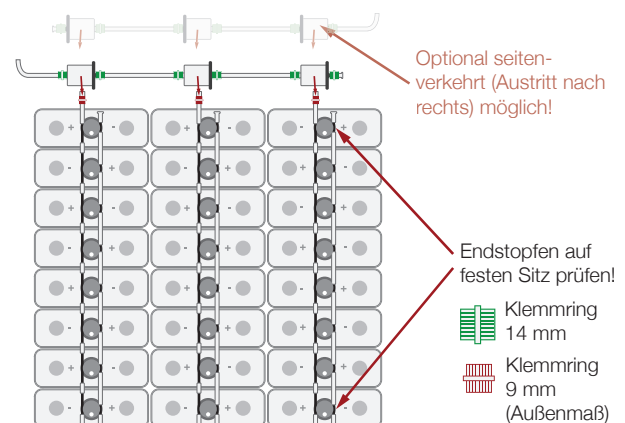 Optional seiten-
verkehrt (Austritt nach
rechts) möglich!
Endstopfen auf
festen Sitz prüfen!
Klemmring
14 mm
Klemmring
9 mm
(Außenmaß)
+ - + - - +
- + + - + -
+ - - + - +
- + + - + -
+ - - + - +
- + + - + -
+ - - + - +
- + + - + -